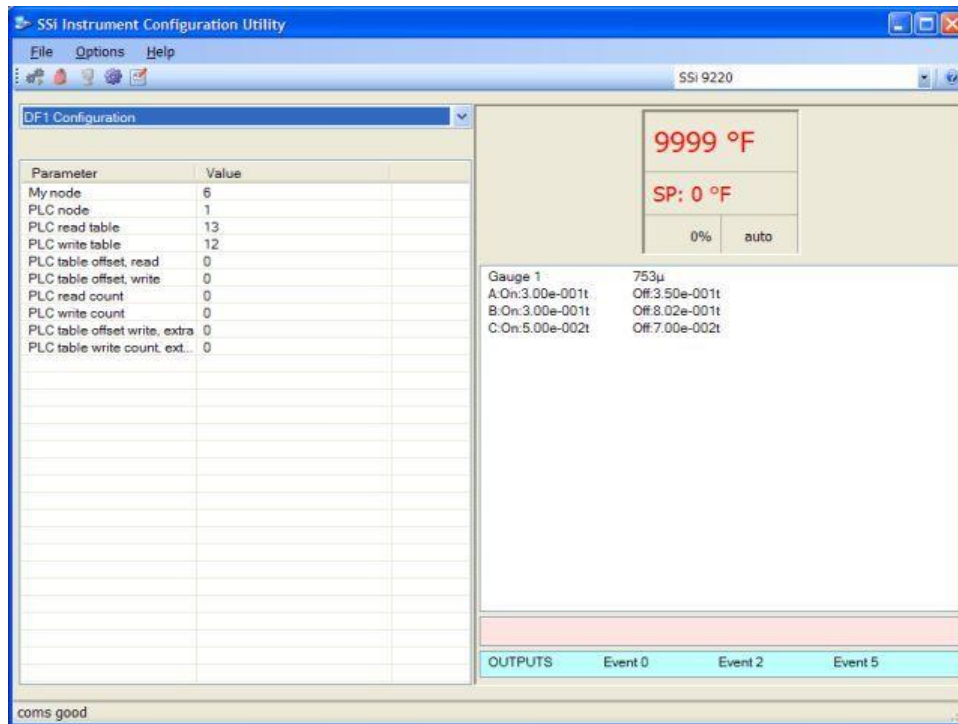 SSi Instrument Configuration Utility
File Options Help
SSi 9220
DF1 Configuration
Parameter Value
My node 6
PLC node 1
PLC read table 13
PLC write table 12
PLC table offset, read 0
PLC table offset, write 0
PLC read count 0
PLC write count 0
PLC table offset write, extra 0
PLC table write count, ext... 0
9999 °F
SP: 0 °F
0% auto
Gauge 1 753µ
A:On:3.00e-001t Off:3.50e-001t
B:On:3.00e-001t Off:8.02e-001t
C:On:5.00e-002t Off:7.00e-002t
OUTPUTS Event 0 Event 2 Event 5
coms good